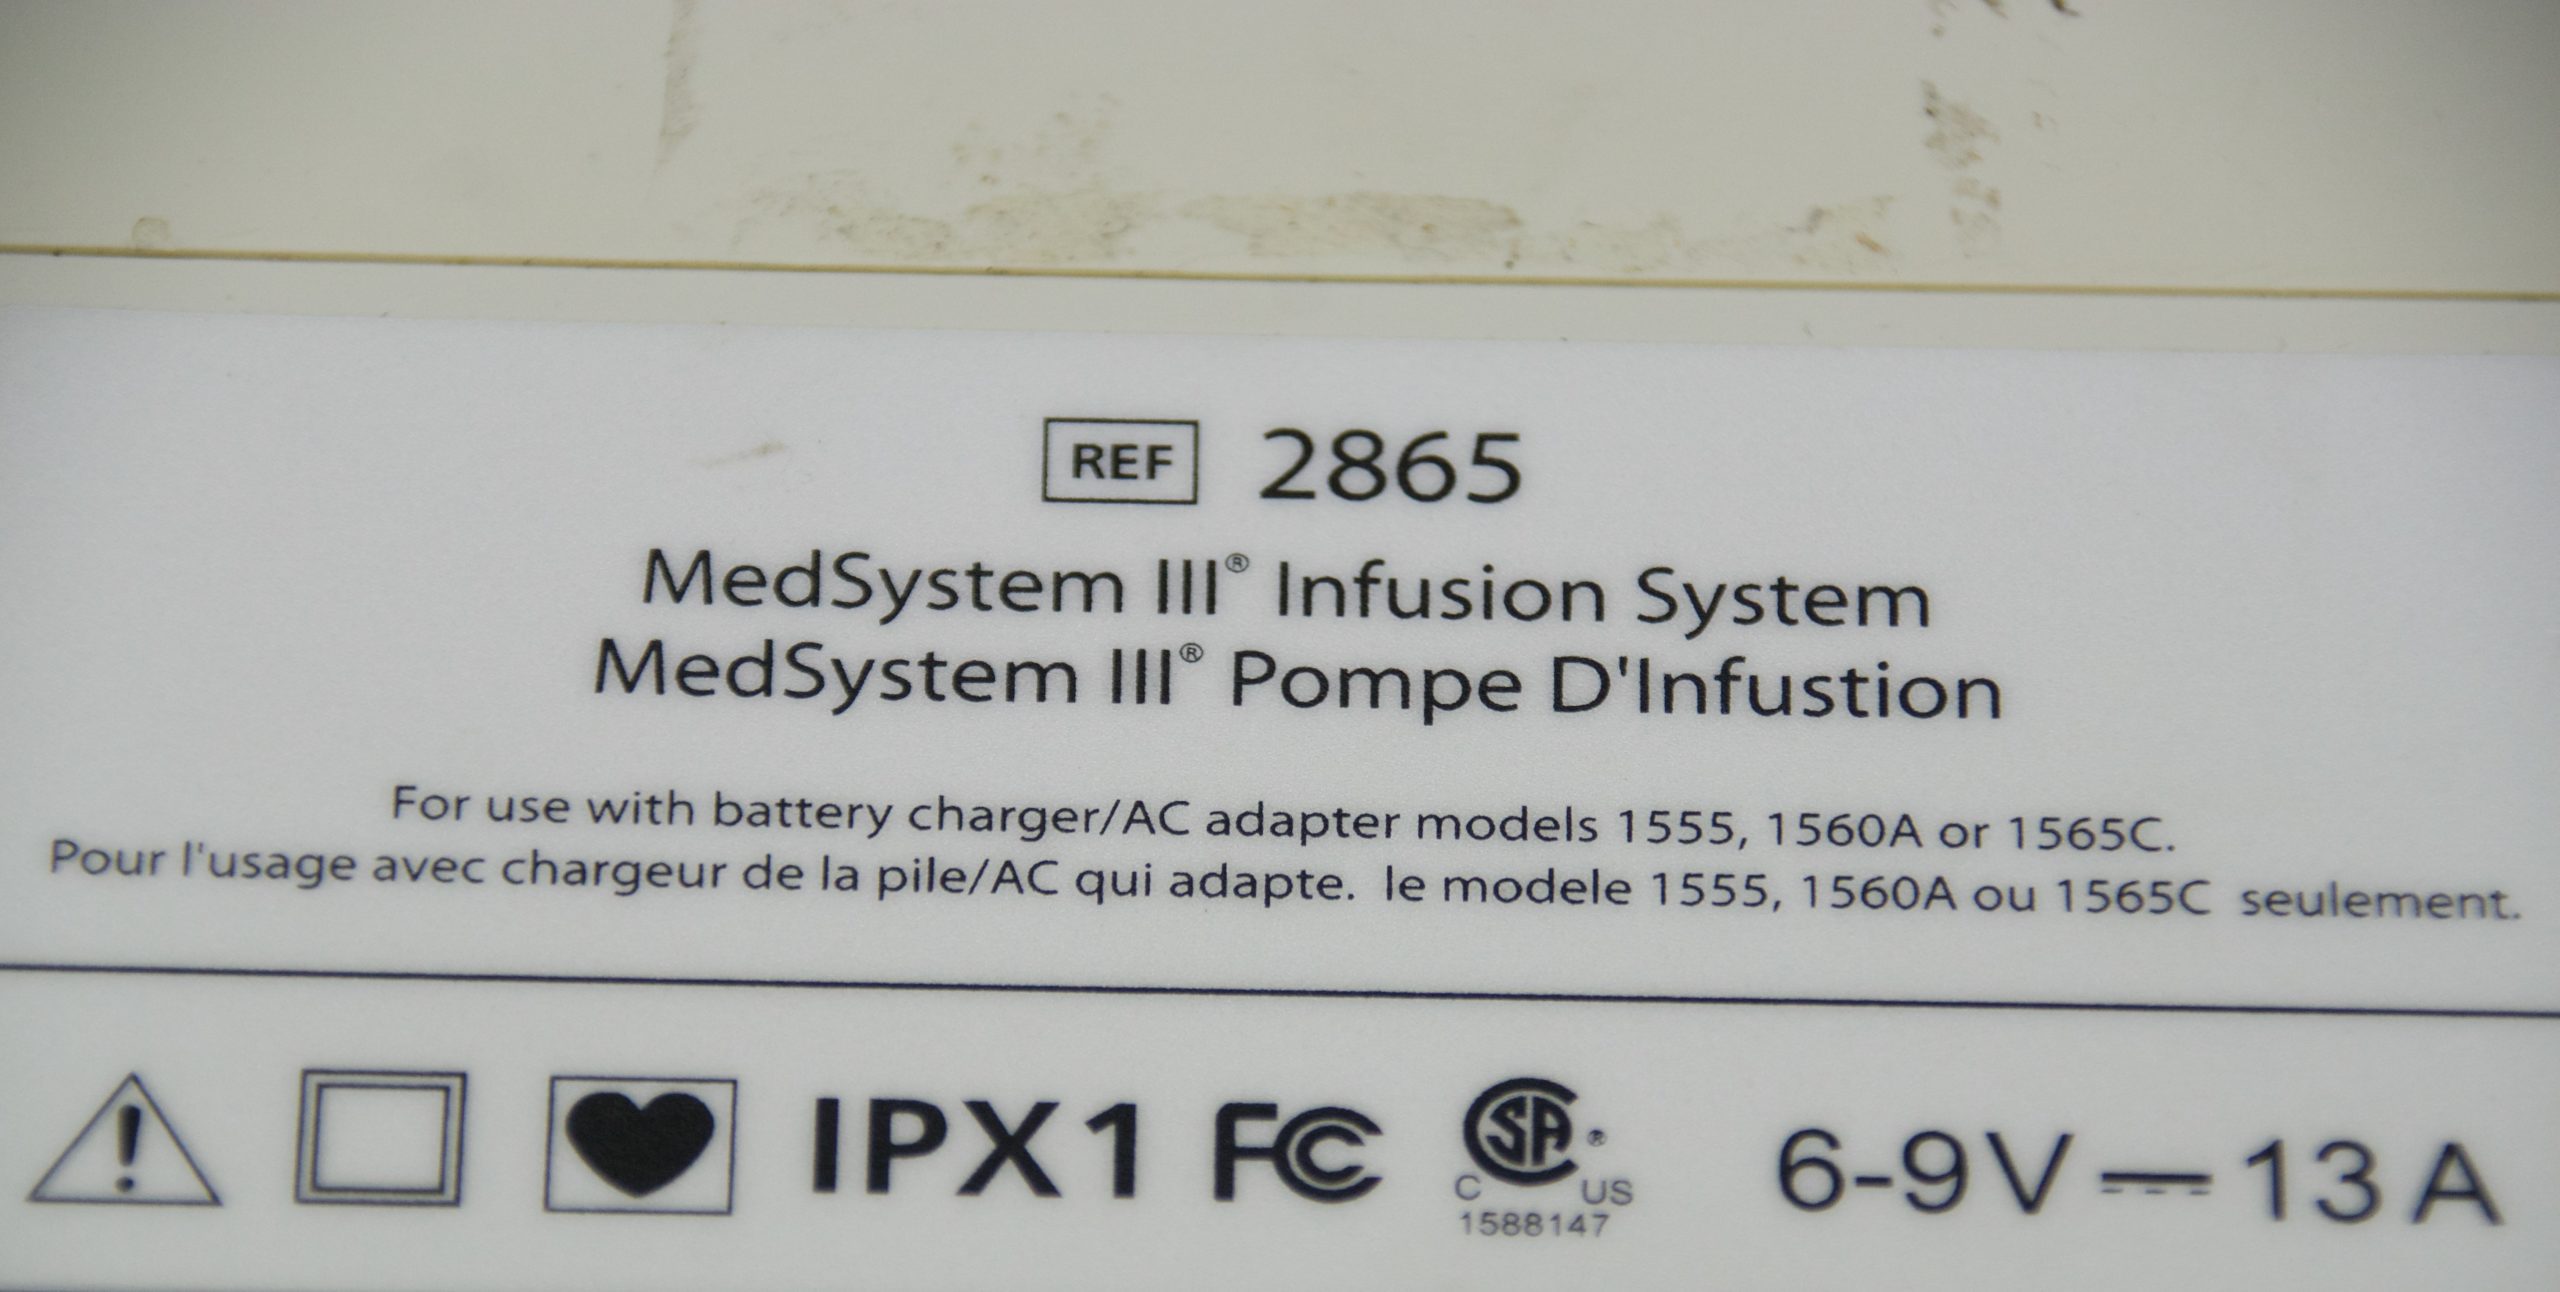 REF 2865
MedSystem III® Infusion System
MedSystem III® Pompe D'Infustion
For use with battery charger/AC adapter models 1555, 1560A or 1565C.
Pour l'usage avec chargeur de la pile/AC qui adapte. le modele 1555, 1560A ou 1565C seulement.
! IPX1 FC CSA® 6-9V⎓13 A
C US
1588147